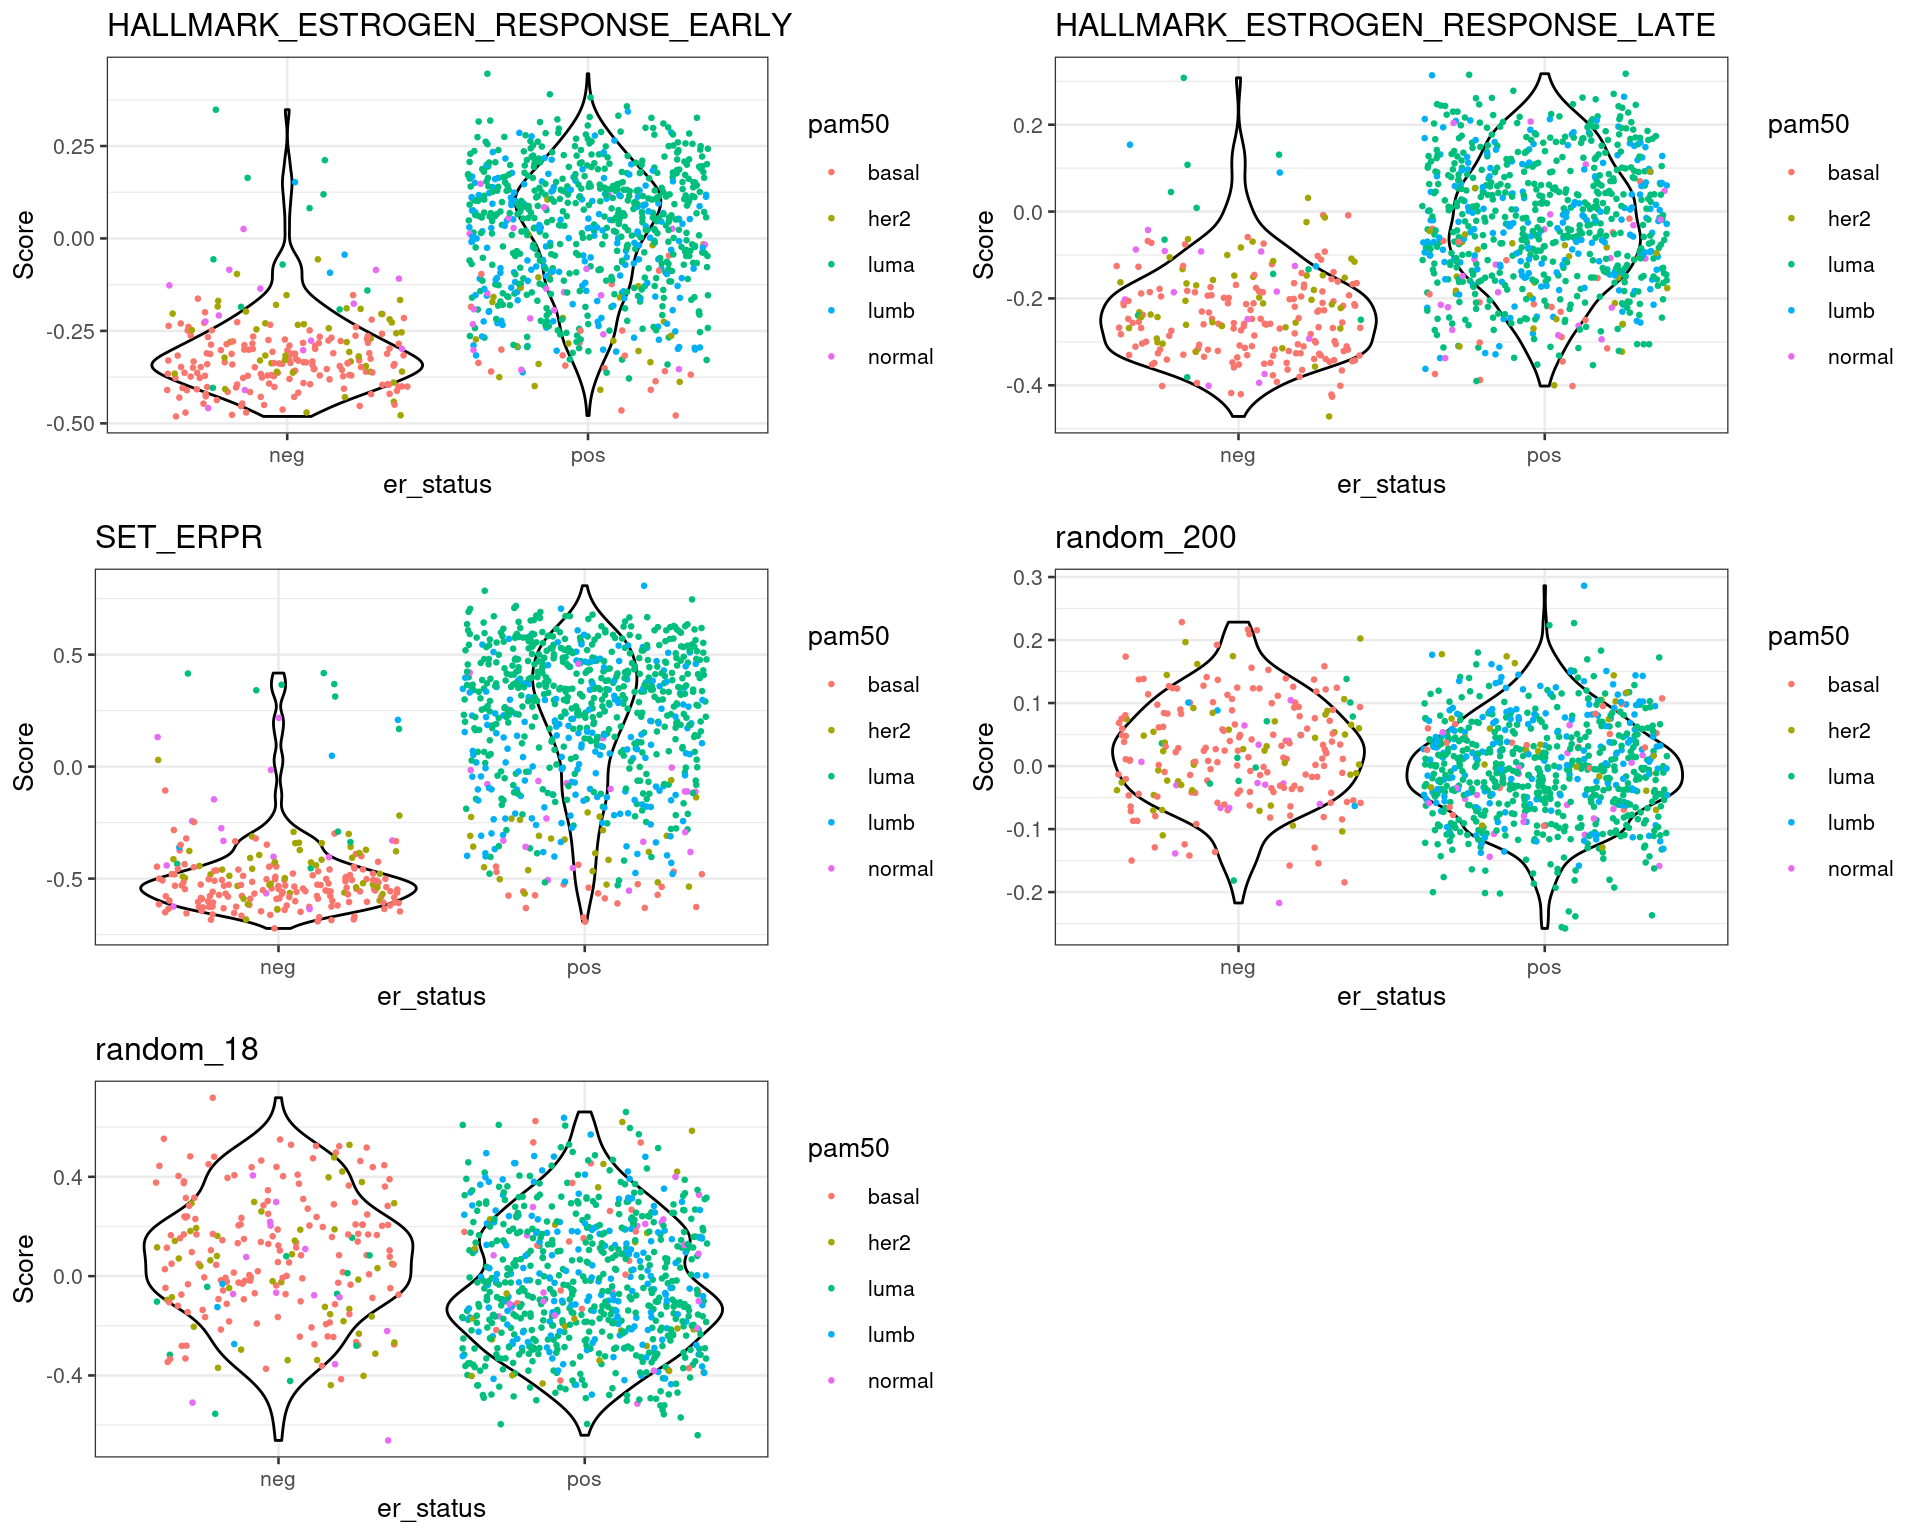 HALLMARK_ESTROGEN_RESPONSE_EARLY
Score
0.25
0.00
-0.25
-0.50
neg
pos
er_status
pam50
basal
her2
luma
lumb
normal
HALLMARK_ESTROGEN_RESPONSE_LATE
Score
0.2
0.0
-0.2
-0.4
neg
pos
er_status
pam50
basal
her2
luma
lumb
normal
SET_ERPR
Score
0.5
0.0
-0.5
neg
pos
er_status
pam50
basal
her2
luma
lumb
normal
random_200
Score
0.3
0.2
0.1
0.0
-0.1
-0.2
neg
pos
er_status
pam50
basal
her2
luma
lumb
normal
random_18
Score
0.4
0.0
-0.4
neg
pos
er_status
pam50
basal
her2
luma
lumb
normal